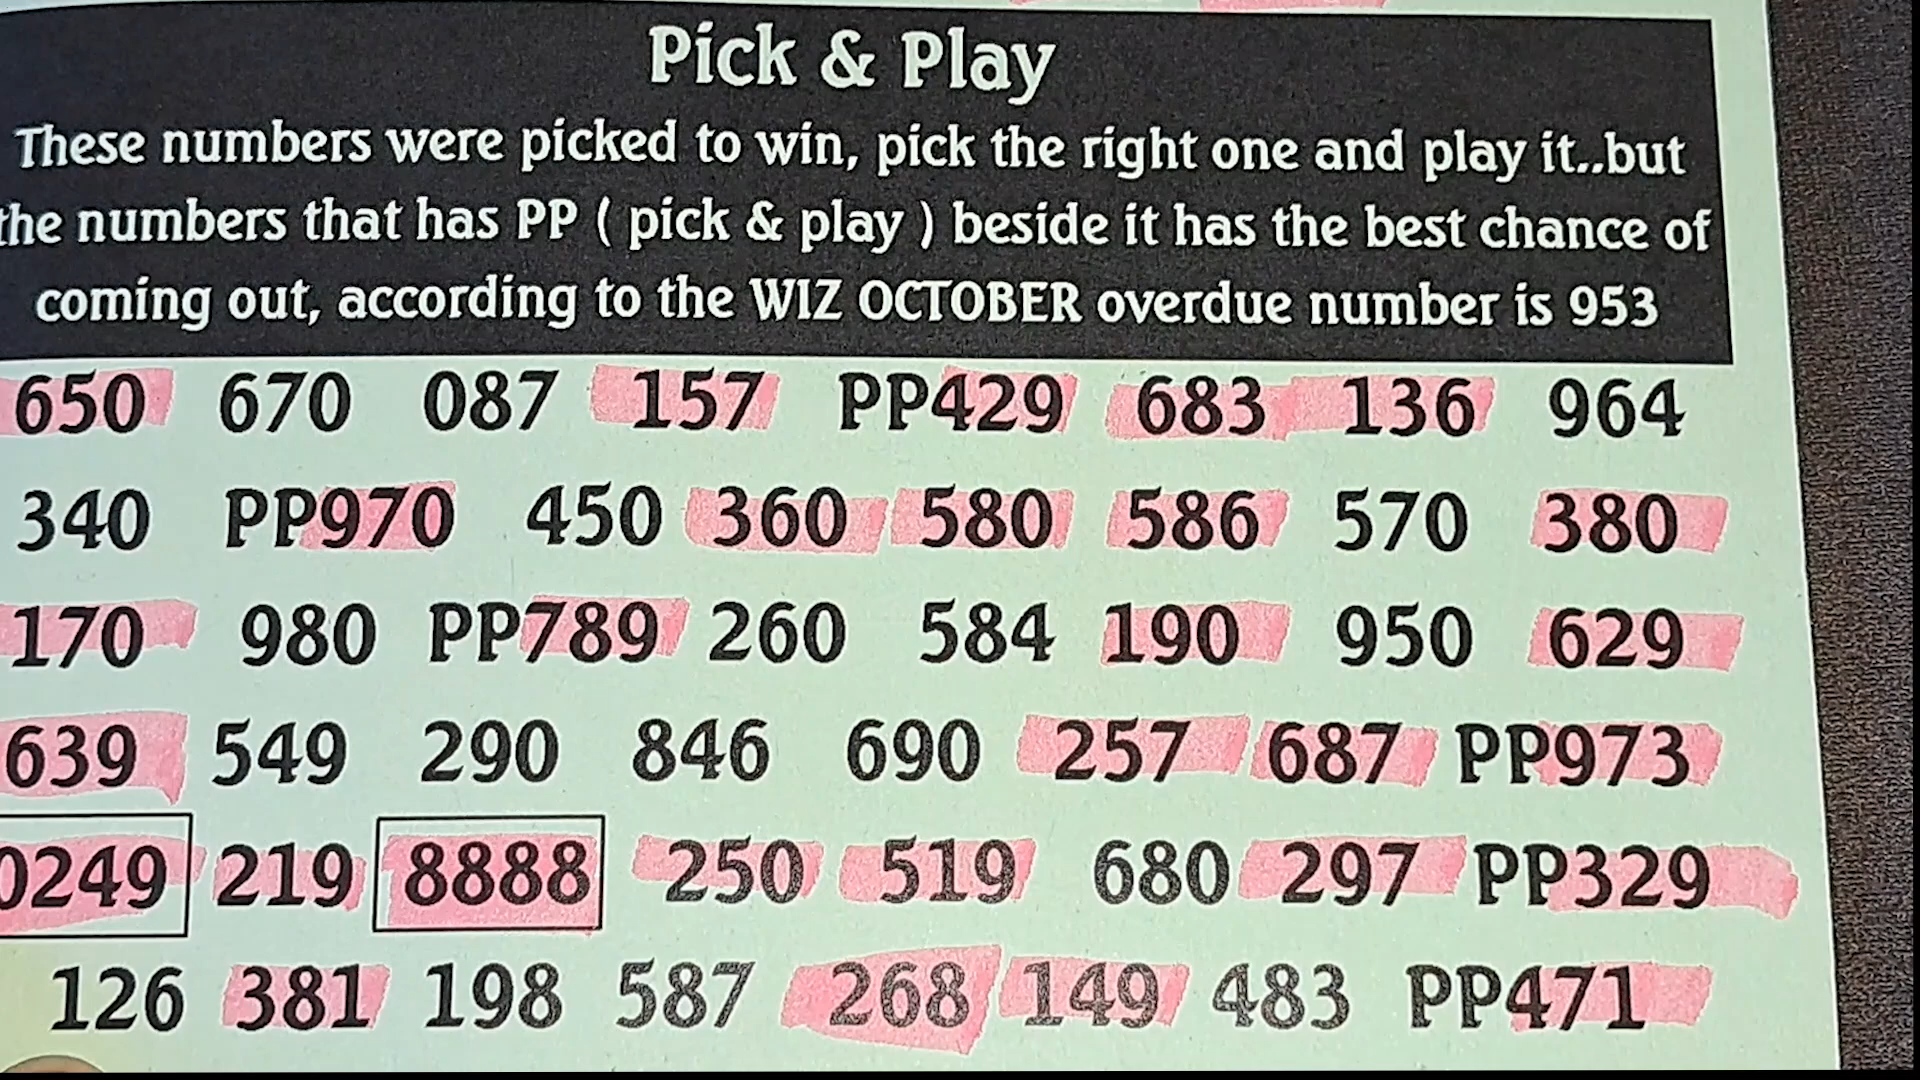 Pick & Play
These numbers were picked to win, pick the right one and play it..but
the numbers that has PP ( pick & play ) beside it has the best chance of
coming out, according to the WIZ OCTOBER overdue number is 953
650 670 087 157 PP429 683 136 964
340 PP970 450 360 580 586 570 380
170 980 PP789 260 584 190 950 629
639 549 290 846 690 257 687 PP973
0249 219 8888 250 519 680 297 PP329
126 381 198 587 268 149 483 PP471